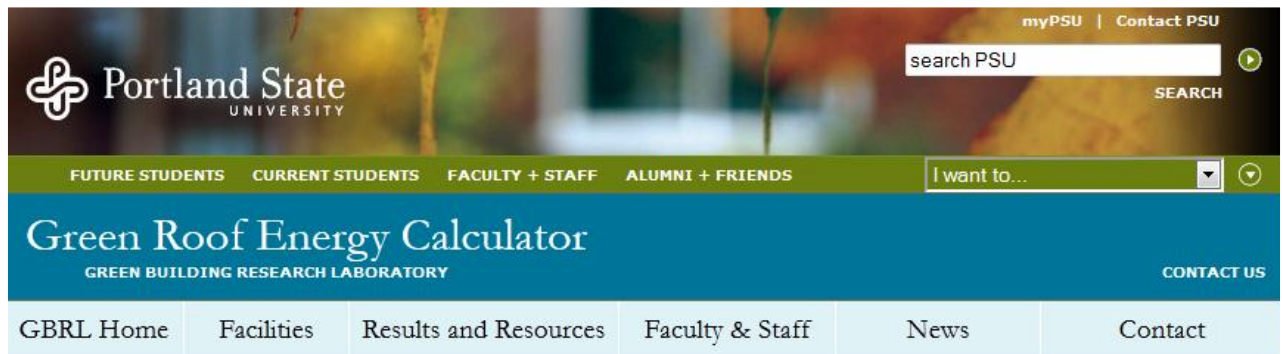 myPSU | Contact PSU
search PSU
Portland State
UNIVERSITY
SEARCH
FUTURE STUDENTS CURRENT STUDENTS FACULTY + STAFF ALUMNI + FRIENDS I want to...
Green Roof Energy Calculator
GREEN BUILDING RESEARCH LABORATORY
CONTACT US
GBRL Home Facilities Results and Resources Faculty & Staff News Contact